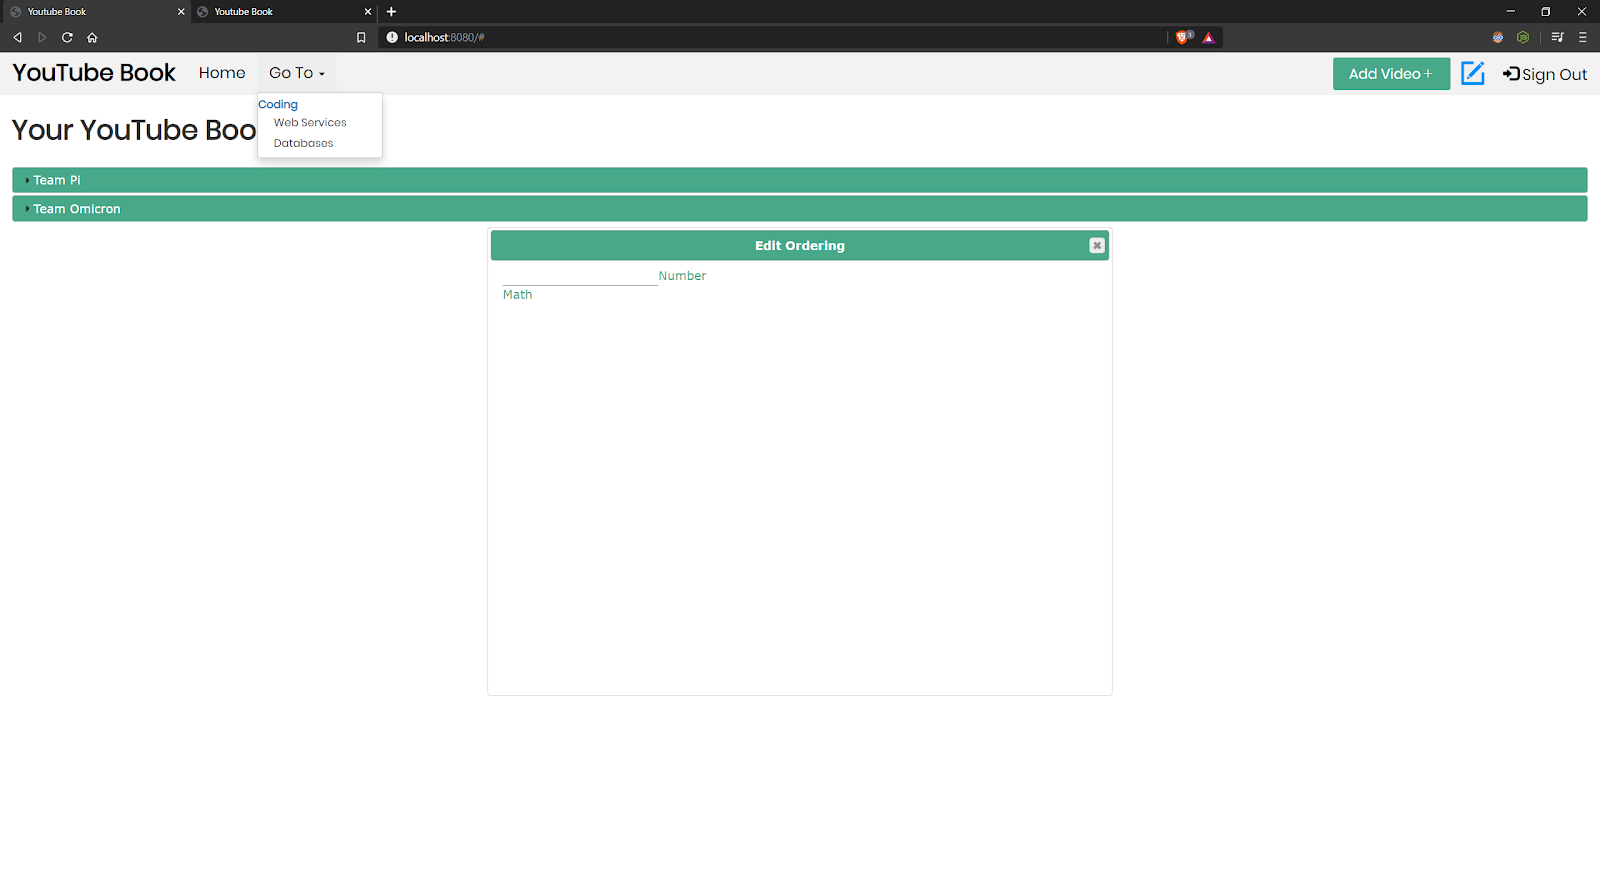 Youtube Book
Youtube Book
localhost:8080/#
YouTube Book Home Go To Add Video+ Sign Out
Coding
Web Services
Databases
Your YouTube Boo
Team Pi
Team Omicron
Edit Ordering
Number
Math